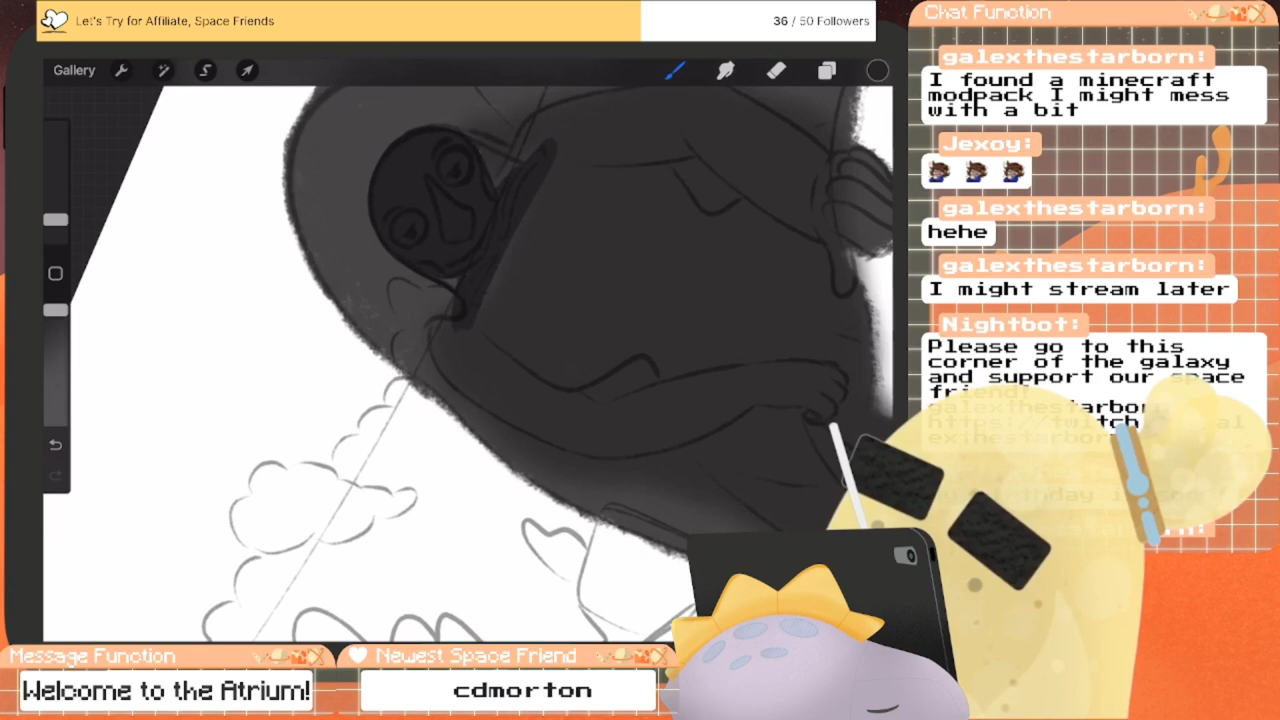 Let's Try for Affiliate, Space Friends
36 / 50 Followers
Gallery
Chat Function
galexthestarborn:
I found a minecraft
modpack I might mess
with a bit
Jexoy:
galexthestarborn:
hehe
galexthestarborn:
I might stream later
Nightbot:
Please go to this
corner of the galaxy
and support our space
Message Function
Welcome to the Atrium!
Newest Space Friend
cdmorton